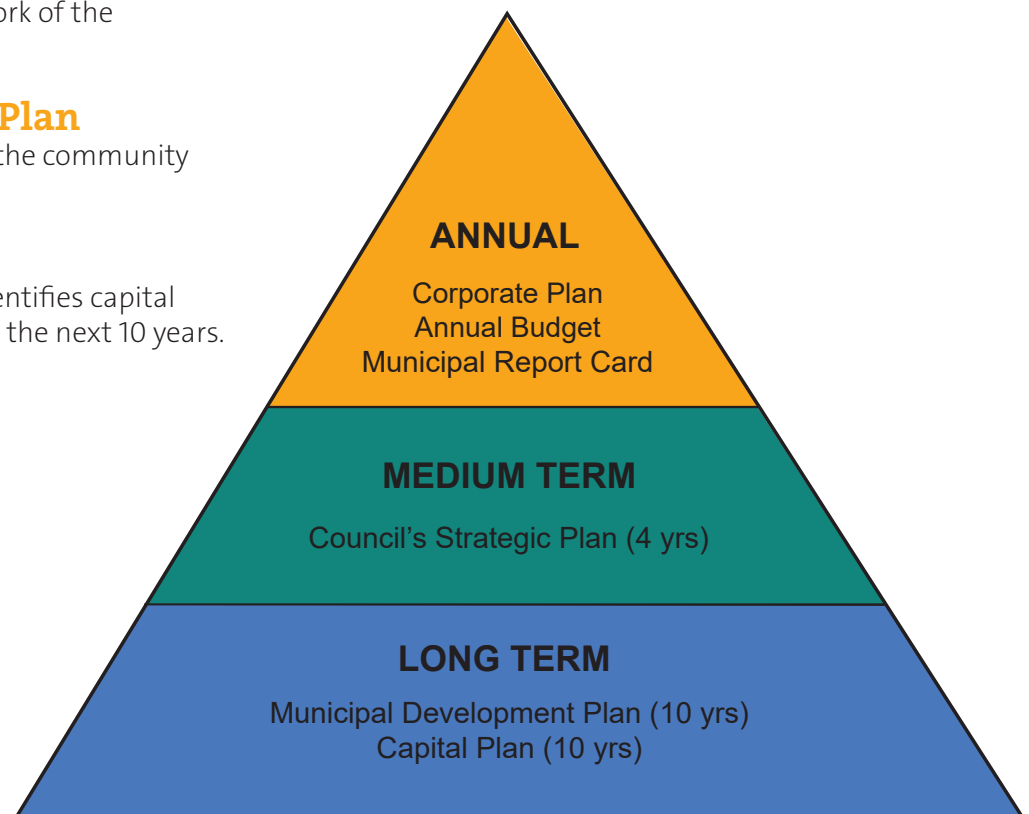 ork of the
Plan
the community
entifies capital
the next 10 years.
ANNUAL
Corporate Plan
Annual Budget
Municipal Report Card
MEDIUM TERM
Council's Strategic Plan (4 yrs)
LONG TERM
Municipal Development Plan (10 yrs)
Capital Plan (10 yrs)